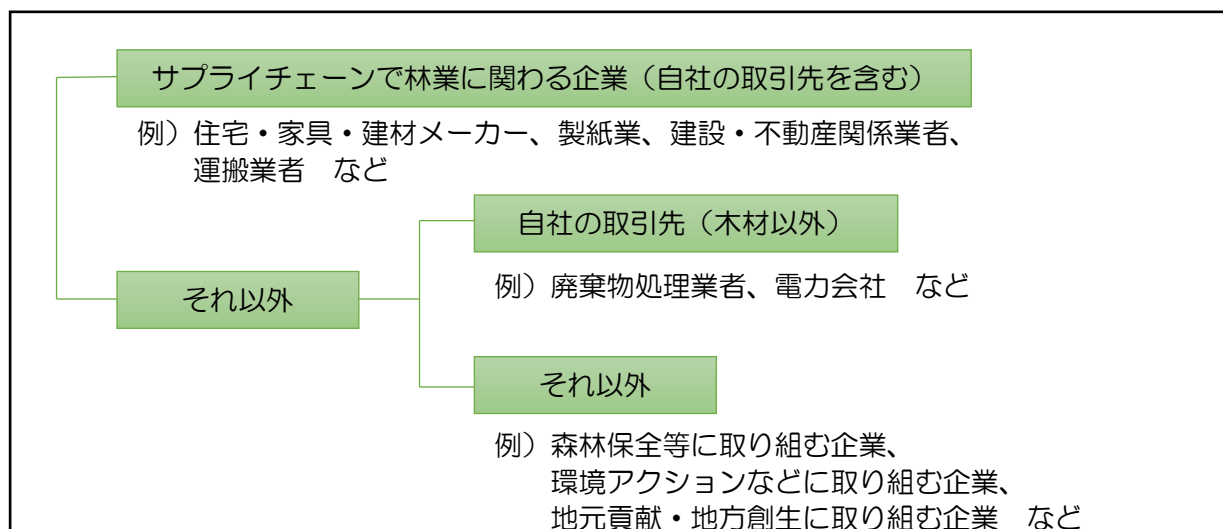 サプライチェーンで林業に関わる企業（自社の取引先を含む）
例）住宅・家具・建材メーカー、製紙業、建設・不動産関係業者、
運搬業者　など
自社の取引先（木材以外）
それ以外
例）廃棄物処理業者、電力会社　など
それ以外
例）森林保全等に取り組む企業、
環境アクションなどに取り組む企業、
地元貢献・地方創生に取り組む企業　など